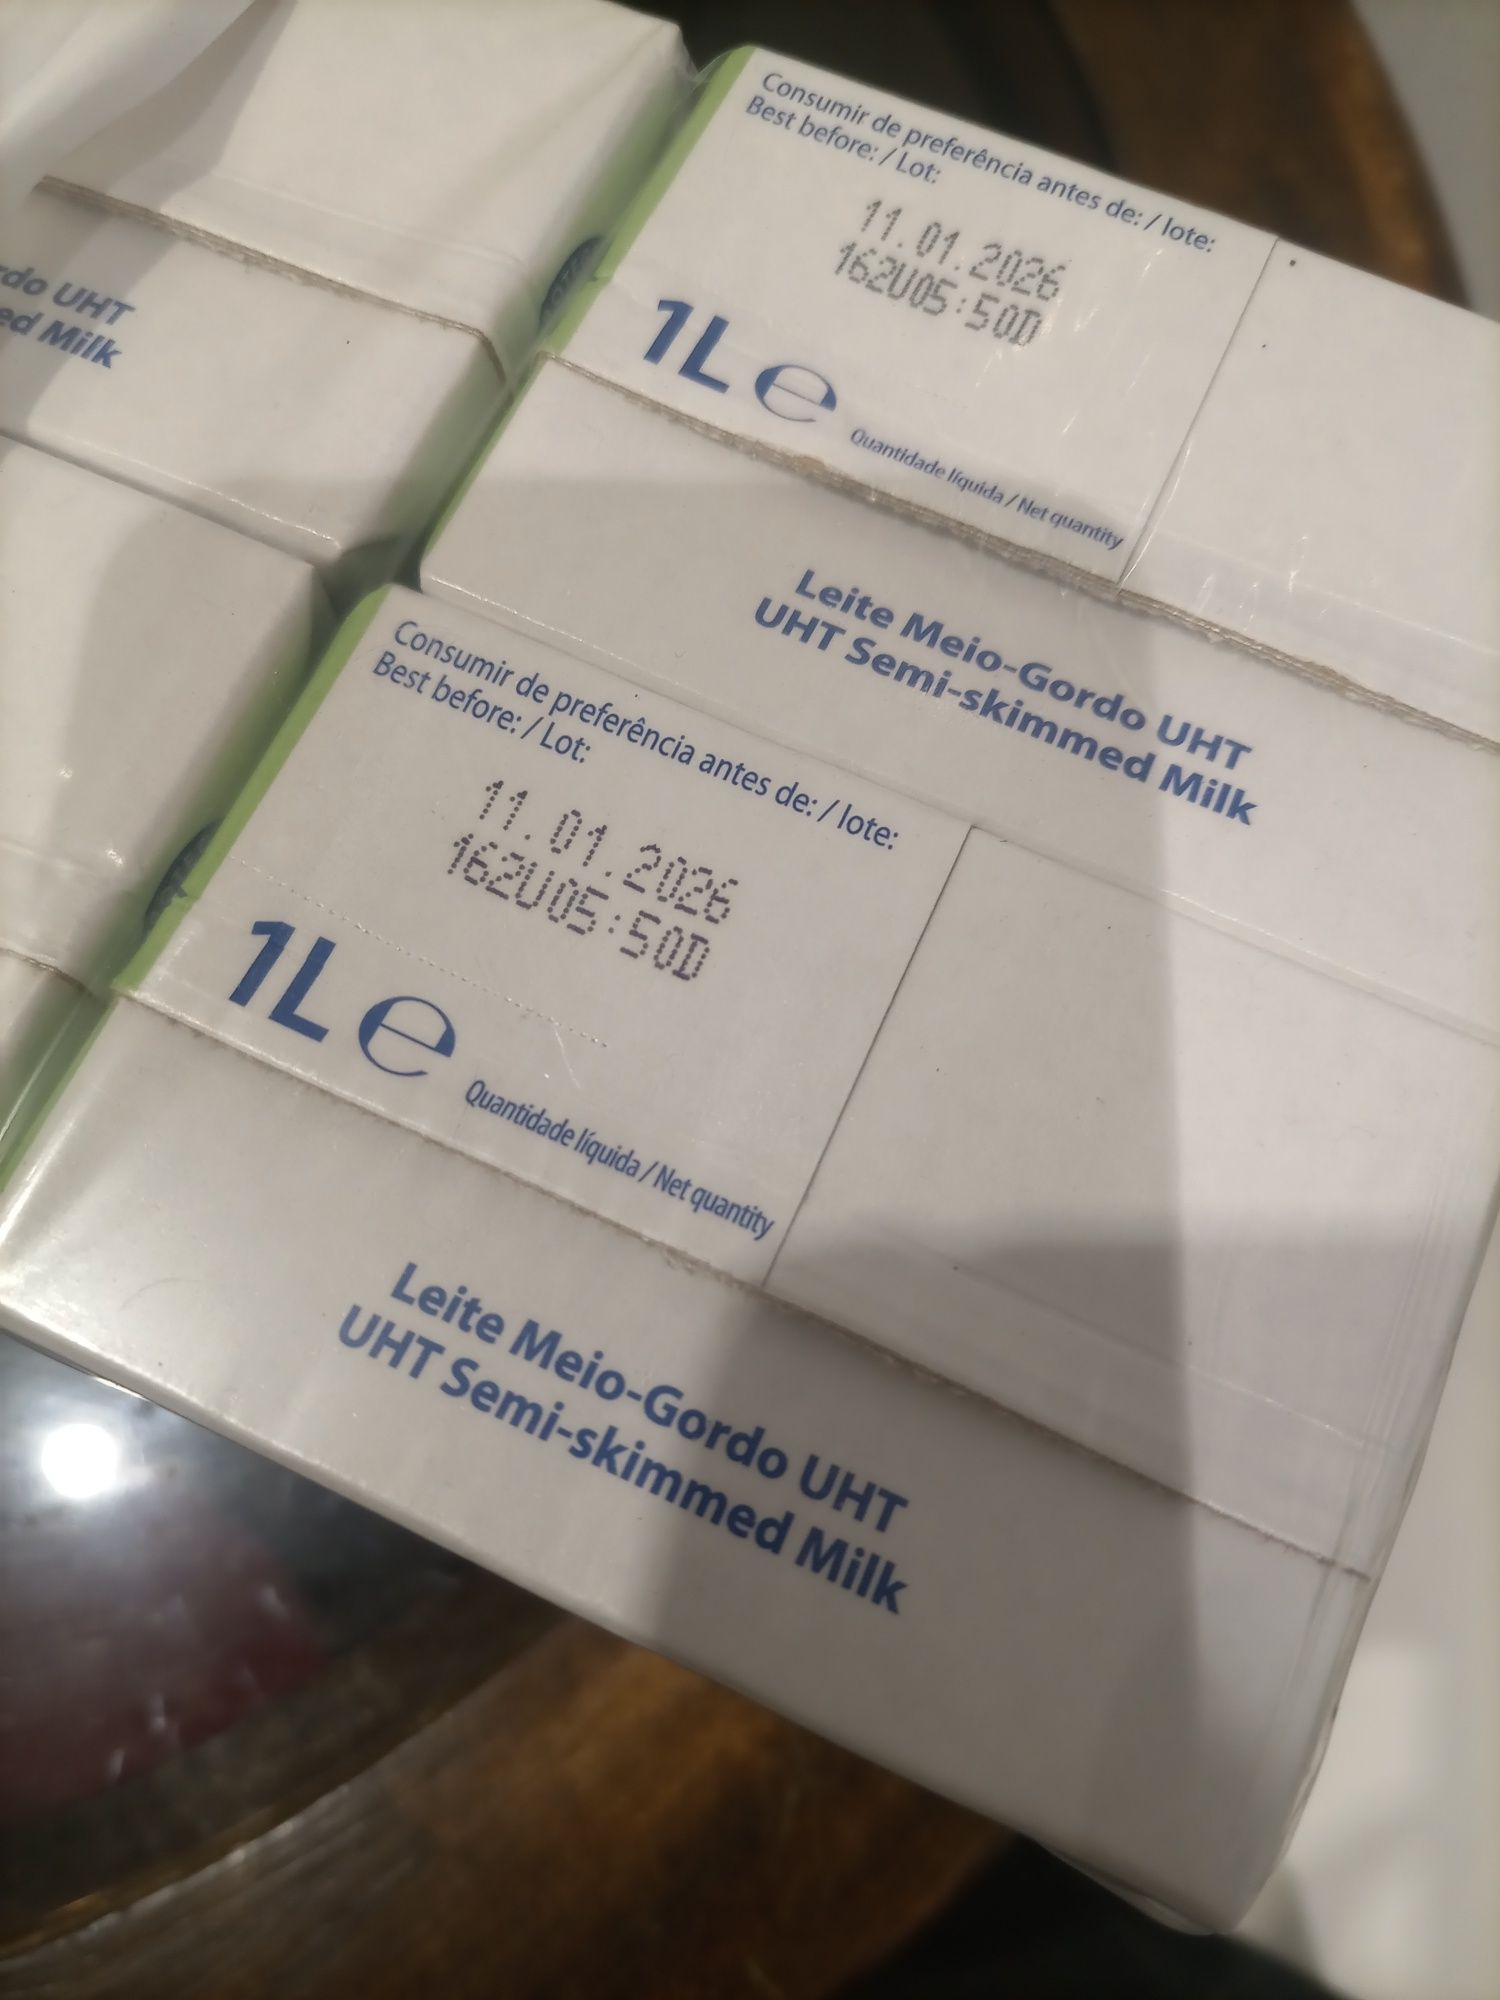 rdo UHT
ed Milk
Consumir de preferência antes de: / lote:
Best before: / Lot:
11.01.2026
162U05:50D
1L e
Quantidade líquida / Net quantity
Leite Meio-Gordo UHT
UHT Semi-skimmed Milk
Consumir de preferência antes de: / lote:
Best before: / Lot:
11.01.2026
162U05:50D
1L e
Quantidade líquida / Net quantity
Leite Meio-Gordo UHT
UHT Semi-skimmed Milk